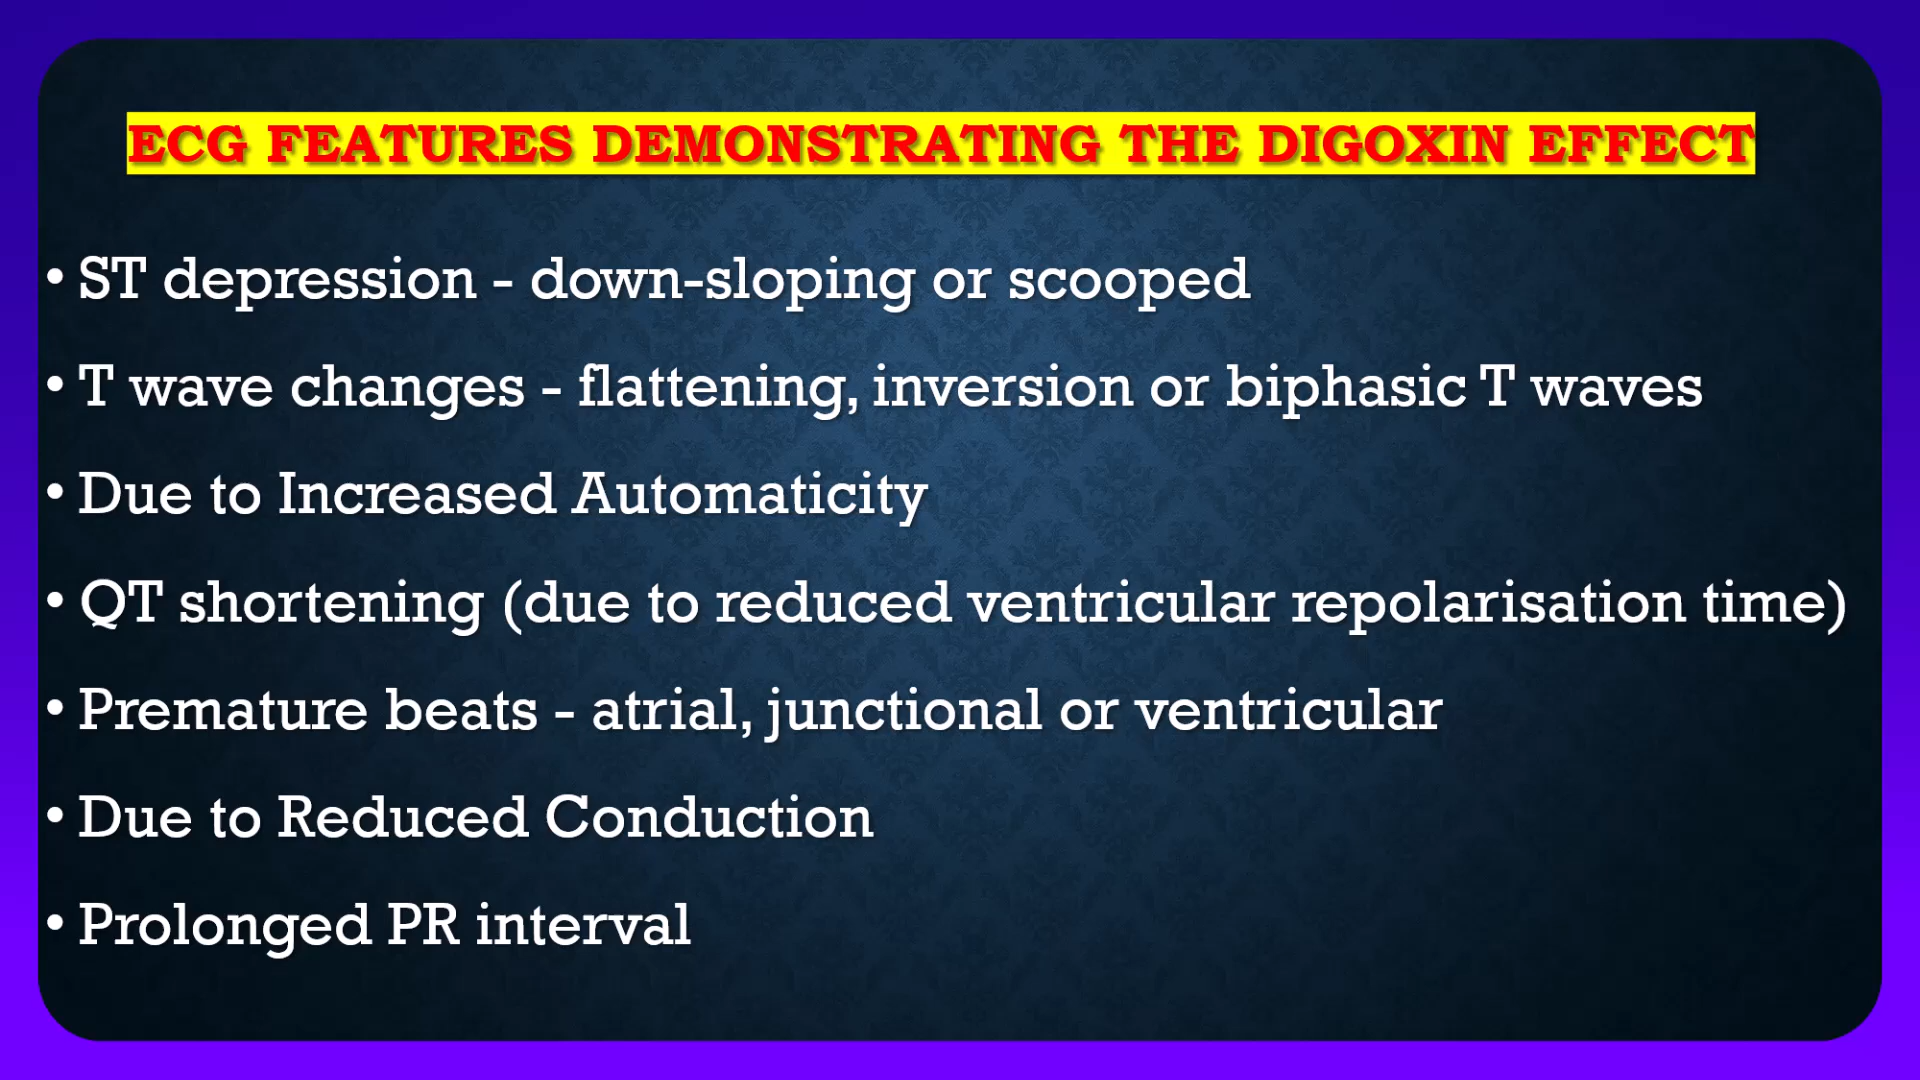 ECG FEATURES DEMONSTRATING THE DIGOXIN EFFECT
• ST depression - down-sloping or scooped
• T wave changes - flattening, inversion or biphasic T waves
• Due to Increased Automaticity
• QT shortening (due to reduced ventricular repolarisation time)
• Premature beats - atrial, junctional or ventricular
• Due to Reduced Conduction
• Prolonged PR interval